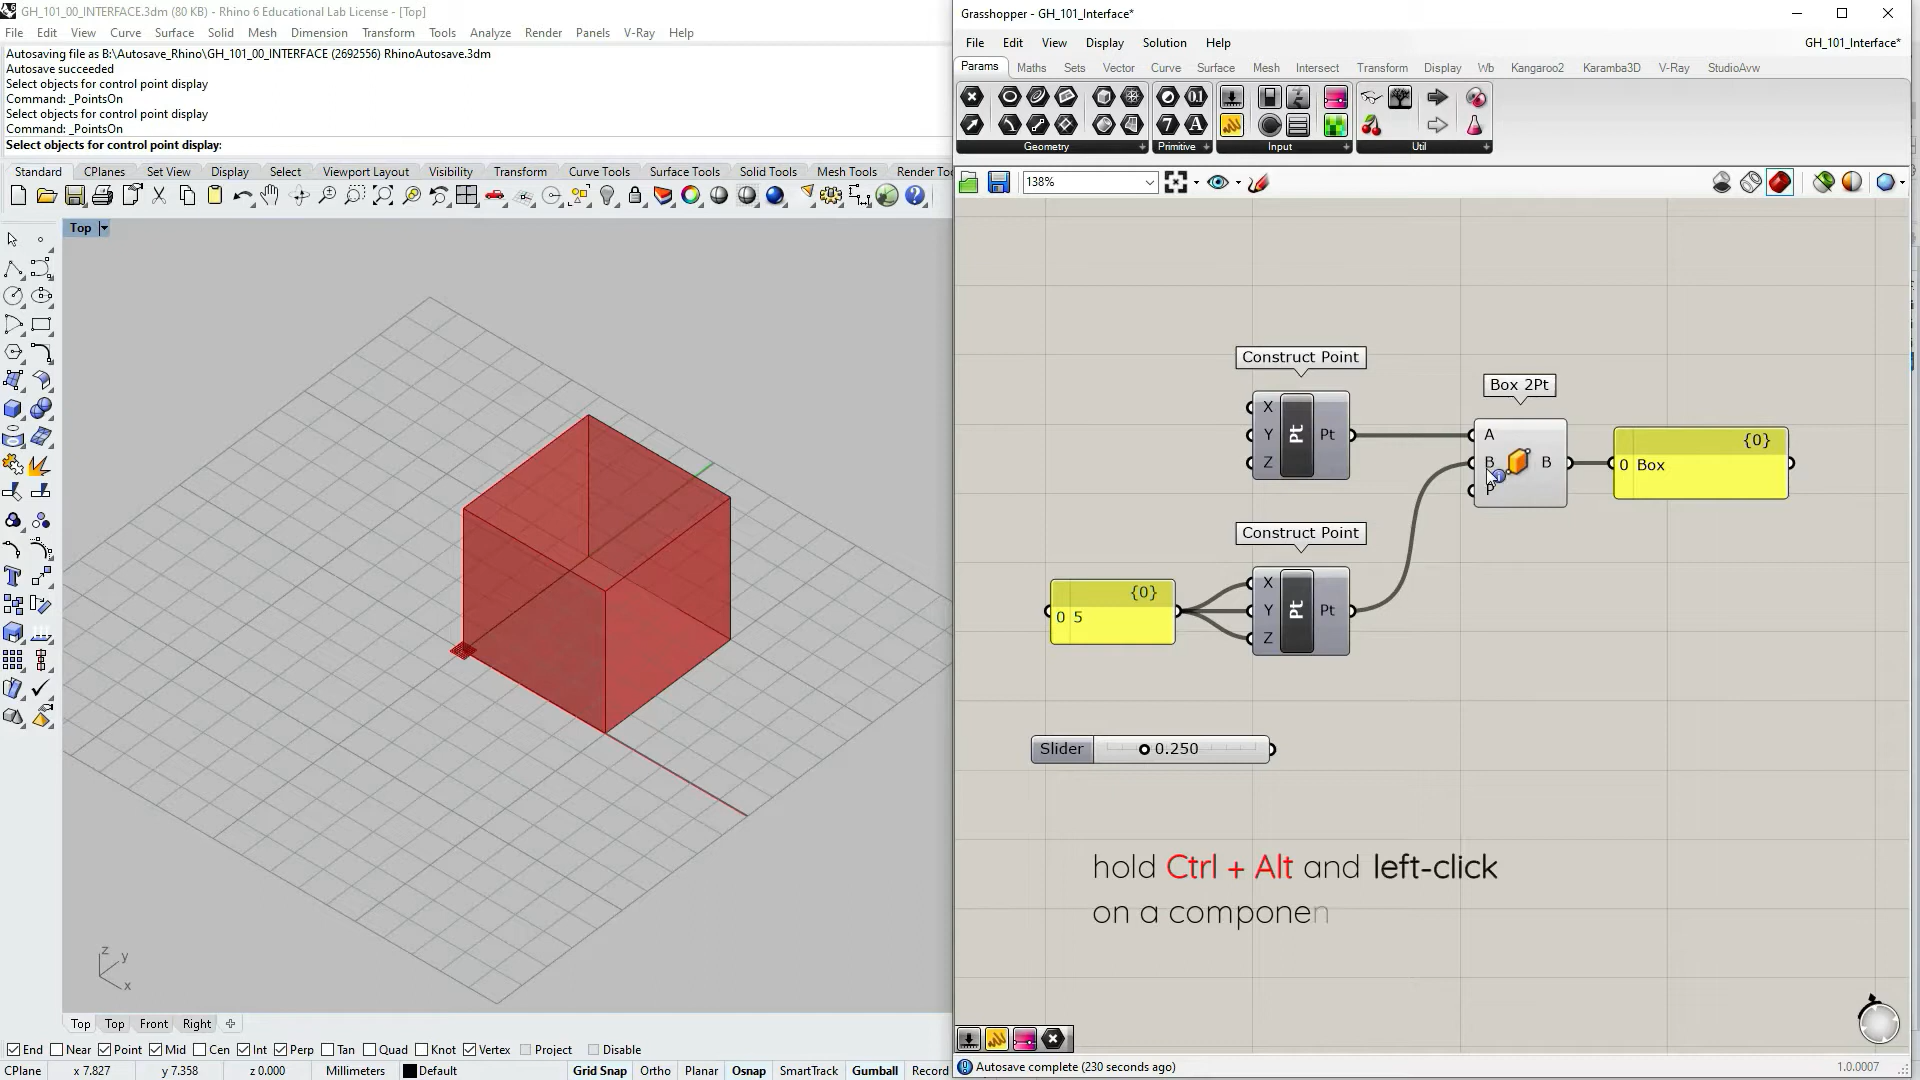 GH_101_00_INTERFACE.3dm (80 KB) - Rhino 6 Educational Lab License - [Top]
File Edit View Curve Surface Solid Mesh Dimension Transform Tools Analyze Render Panels V-Ray Help
Autosaving file as B:\Autosave_Rhino\GH_101_00_INTERFACE (2692556) RhinoAutosave.3dm
Autosave succeeded
Select objects for control point display
Command: _PointsOn
Select objects for control point display
Command: _PointsOn
Select objects for control point display:
Standard CPlanes Set View Display Select Viewport Layout Visibility Transform Curve Tools Surface Tools Solid Tools Mesh Tools Render Too
Top
z
y
x
Top Top Front Right
End Near Point Mid Cen Int Perp Tan Quad Knot Vertex Project Disable
CPlane x 7.827 y 7.358 z 0.000 Millimeters Default Grid Snap Ortho Planar Osnap SmartTrack Gumball Record
Grasshopper - GH_101_Interface*
File Edit View Display Solution Help GH_101_Interface*
Params Maths Sets Vector Curve Surface Mesh Intersect Transform Display Wb Kangaroo2 Karamba3D V-Ray StudioAvw
Geometry Primitive Input Util
138%
Construct Point
X
Y
Z
Pt
Pt
Box 2Pt
A
B
P
B
{0}
0 Box
Construct Point
X
Y
Z
Pt
Pt
{0}
0 5
Slider 0.250
hold Ctrl + Alt and left-click
on a componen
Autosave complete (230 seconds ago) 1.0.0007